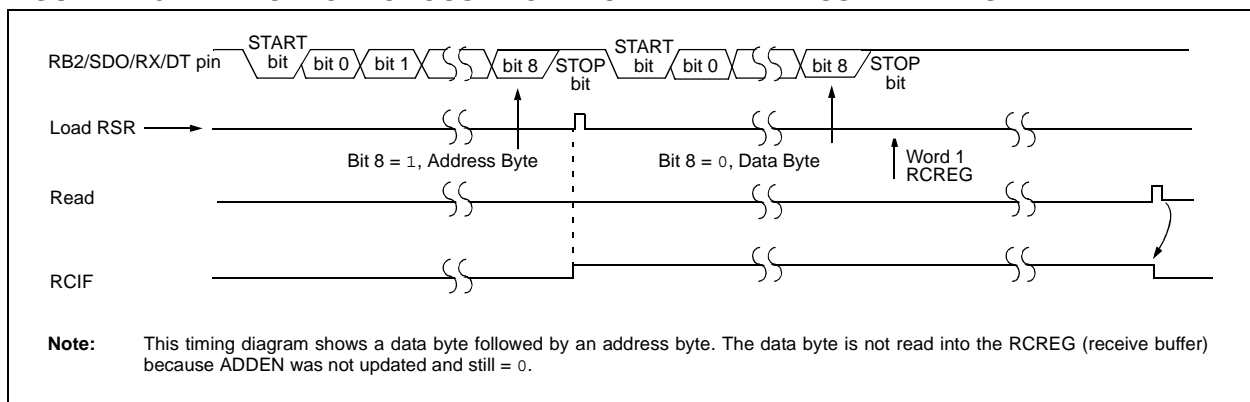 START
bit
RB2/SDO/RX/DT pin
bit 0
bit 1
bit 8
STOP
bit
START
bit
bit 0
bit 8
STOP
bit
Load RSR
Bit 8 = 1, Address Byte
Bit 8 = 0, Data Byte
Word 1
RCREG
Read
RCIF
Note: This timing diagram shows a data byte followed by an address byte. The data byte is not read into the RCREG (receive buffer)
because ADDEN was not updated and still = 0.